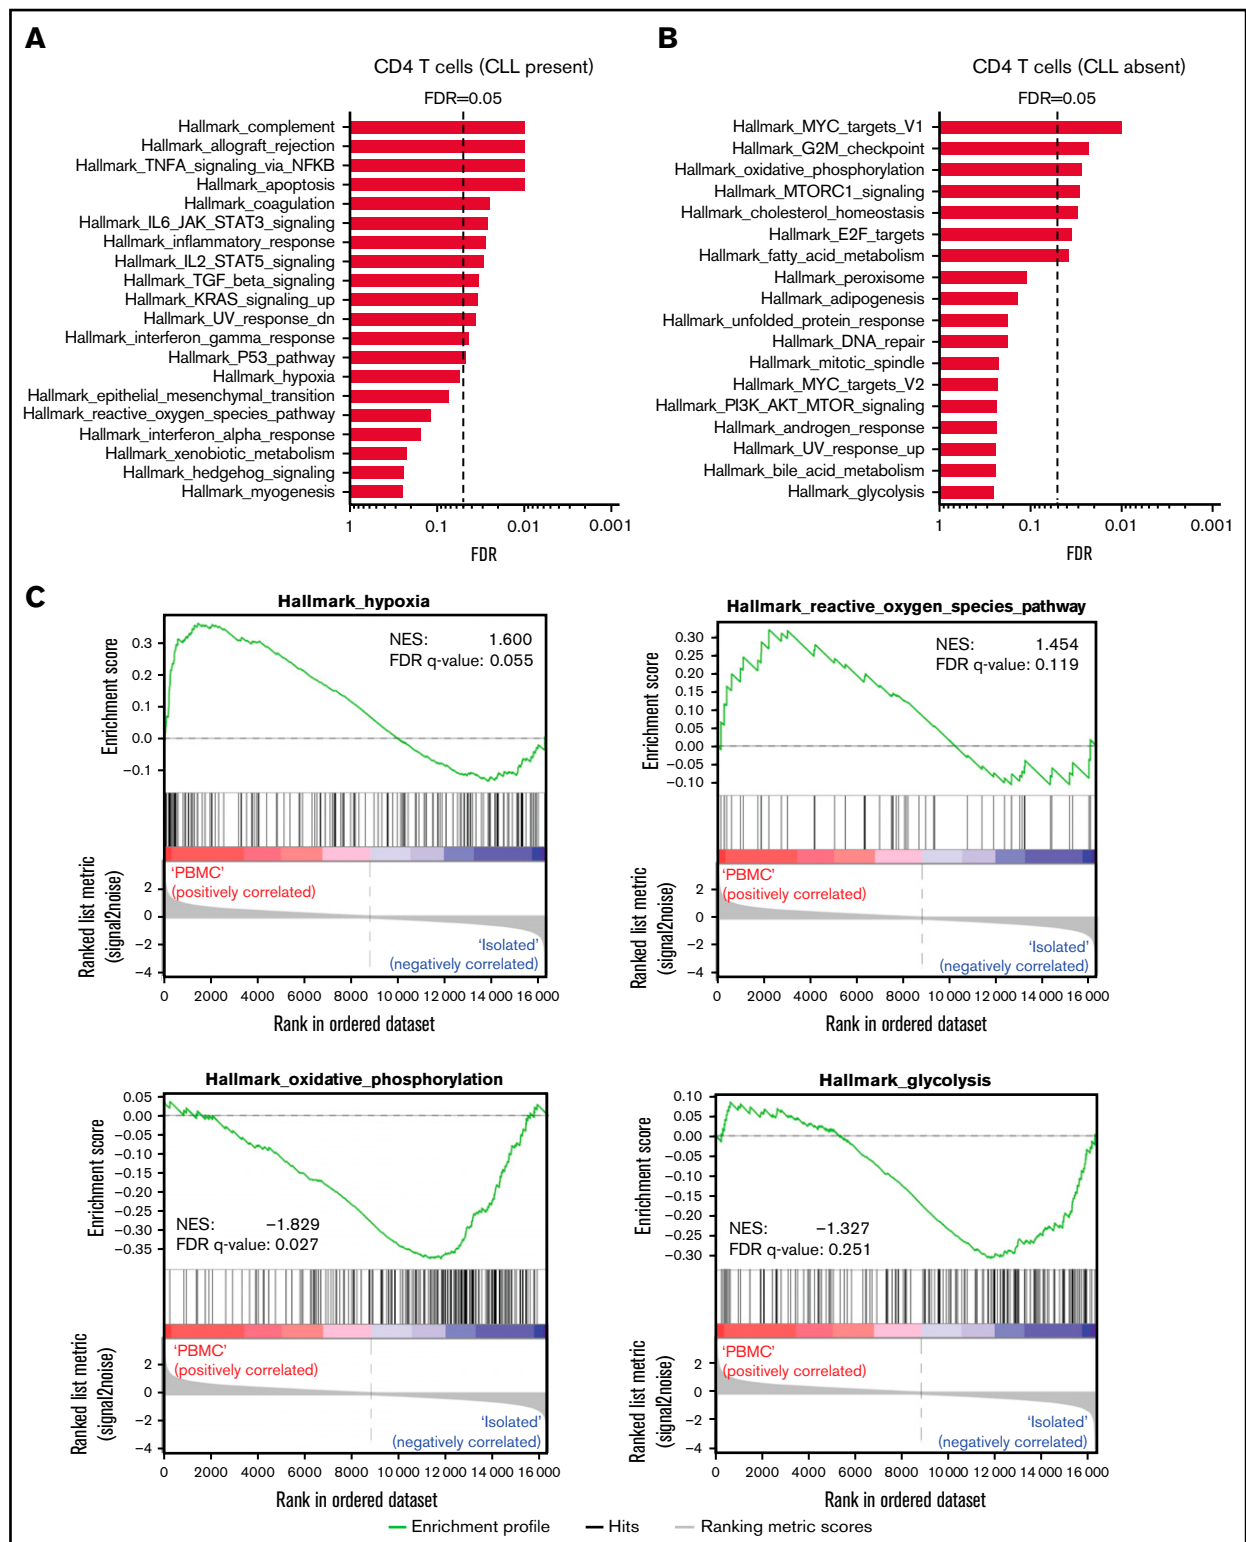 A
CD4 T cells (CLL present)
FDR=0.05
Hallmark_complement
Hallmark_allograft_rejection
Hallmark_TNFA_signaling_via_NFKB
Hallmark_apoptosis
Hallmark_coagulation
Hallmark_IL6_JAK_STAT3_signaling
Hallmark_inflammatory_response
Hallmark_IL2_STAT5_signaling
Hallmark_TGF_beta_signaling
Hallmark_KRAS_signaling_up
Hallmark_UV_response_dn
Hallmark_interferon_gamma_response
Hallmark_P53_pathway
Hallmark_hypoxia
Hallmark_epithelial_mesenchymal_transition
Hallmark_reactive_oxygen_species_pathway
Hallmark_interferon_alpha_response
Hallmark_xenobiotic_metabolism
Hallmark_hedgehog_signaling
Hallmark_myogenesis
1 0.1 0.01 0.001
FDR
B
CD4 T cells (CLL absent)
FDR=0.05
Hallmark_MYC_targets_V1
Hallmark_G2M_checkpoint
Hallmark_oxidative_phosphorylation
Hallmark_MTORC1_signaling
Hallmark_cholesterol_homeostasis
Hallmark_E2F_targets
Hallmark_fatty_acid_metabolism
Hallmark_peroxisome
Hallmark_adipogenesis
Hallmark_unfolded_protein_response
Hallmark_DNA_repair
Hallmark_mitotic_spindle
Hallmark_MYC_targets_V2
Hallmark_PI3K_AKT_MTOR_signaling
Hallmark_androgen_response
Hallmark_UV_response_up
Hallmark_bile_acid_metabolism
Hallmark_glycolysis
1 0.1 0.01 0.001
FDR
C
Hallmark_hypoxia
Enrichment score
0.3
0.2
0.1
0.0
−0.1
NES: 1.600
FDR q-value: 0.055
Ranked list metric
(signal2noise)
2
0
−2
−4
'PBMC'
(positively correlated)
'Isolated'
(negatively correlated)
0 2000 4000 6000 8000 10 000 12 000 14 000 16 000
Rank in ordered dataset
Hallmark_reactive_oxygen_species_pathway
Enrichment score
0.30
0.25
0.20
0.15
0.10
0.05
0.00
−0.05
−0.10
NES: 1.454
FDR q-value: 0.119
Ranked list metric
(signal2noise)
2
0
−2
−4
'PBMC'
(positively correlated)
'Isolated'
(negatively correlated)
0 2000 4000 6000 8000 10 000 12 000 14 000 16 000
Rank in ordered dataset
Hallmark_oxidative_phosphorylation
Enrichment score
0.05
0.00
−0.05
−0.10
−0.15
−0.20
−0.25
−0.30
−0.35
NES: −1.829
FDR q-value: 0.027
Ranked list metric
(signal2noise)
2
0
−2
−4
'PBMC'
(positively correlated)
'Isolated'
(negatively correlated)
0 2000 4000 6000 8000 10 000 12 000 14 000 16 000
Rank in ordered dataset
Hallmark_glycolysis
Enrichment score
0.10
0.05
0.00
−0.05
−0.10
−0.15
−0.20
−0.25
−0.30
NES: −1.327
FDR q-value: 0.251
Ranked list metric
(signal2noise)
2
0
−2
−4
'PBMC'
(positively correlated)
'Isolated'
(negatively correlated)
0 2000 4000 6000 8000 10 000 12 000 14 000 16 000
Rank in ordered dataset
Enrichment profile Hits Ranking metric scores